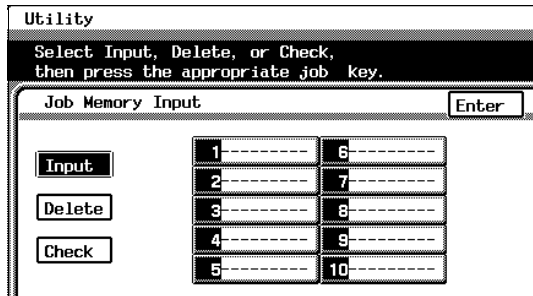 Utility
Select Input, Delete, or Check,
then press the appropriate job key.
Job Memory Input
Enter
Input
Delete
Check
1--------- 6---------
2--------- 7---------
3--------- 8---------
4--------- 9---------
5--------- 10---------